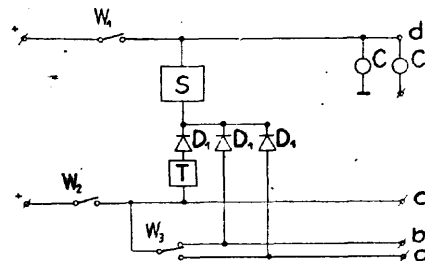 + W₁ d
C C
S
D₁ D₁ D₁
T
+ W₂ c
W₃ b
a